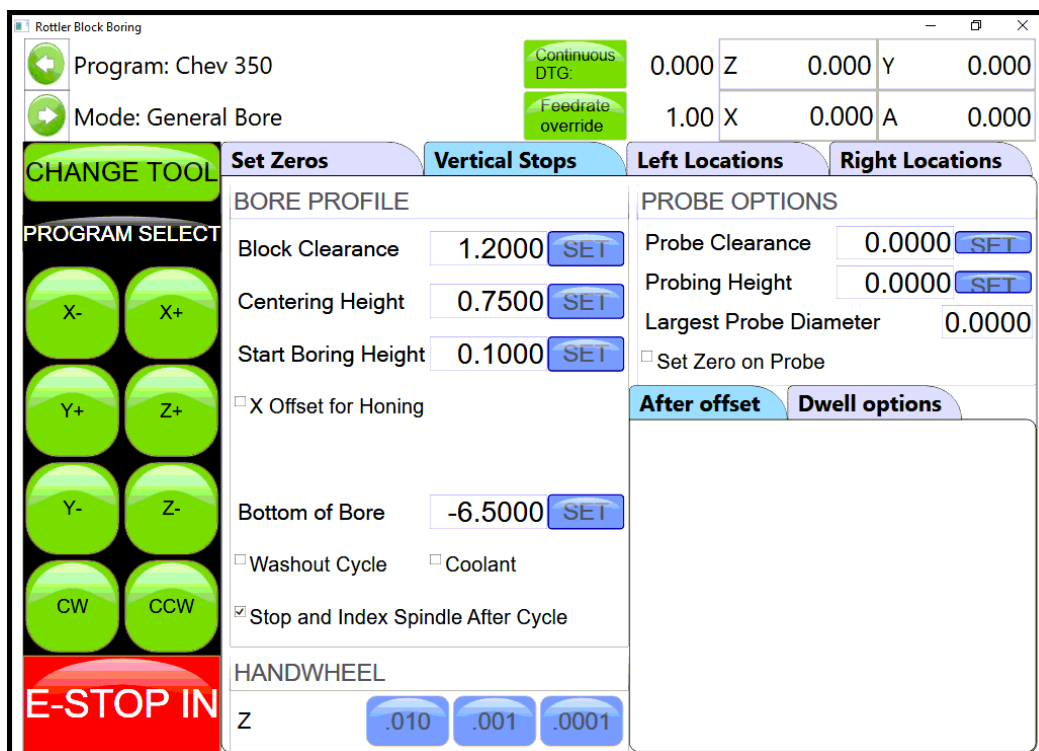 Rottler Block Boring
Program: Chev 350
Continuous DTG:
0.000 Z 0.000 Y 0.000
Mode: General Bore
Feedrate override
1.00 X 0.000 A 0.000
CHANGE TOOL
Set Zeros Vertical Stops Left Locations Right Locations
PROGRAM SELECT
X- X+
Y+ Z+
Y- Z-
CW CCW
E-STOP IN
BORE PROFILE
Block Clearance 1.2000 SET
Centering Height 0.7500 SET
Start Boring Height 0.1000 SET
X Offset for Honing
Bottom of Bore -6.5000 SET
Washout Cycle Coolant
Stop and Index Spindle After Cycle
HANDWHEEL
Z .010 .001 .0001
PROBE OPTIONS
Probe Clearance 0.0000 SET
Probing Height 0.0000 SET
Largest Probe Diameter 0.0000
Set Zero on Probe
After offset Dwell options